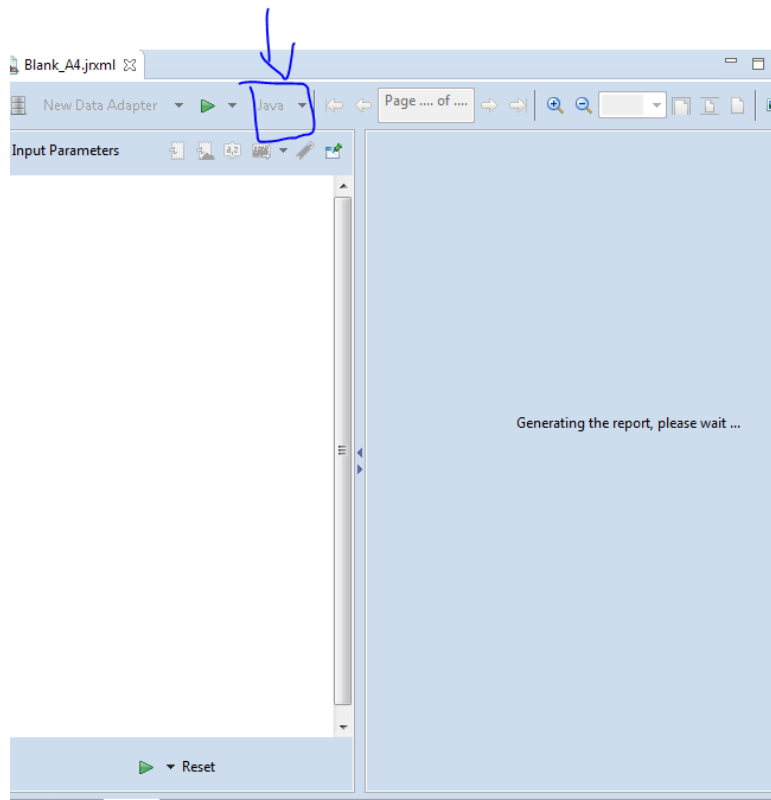 Blank_A4.jrxml
New Data Adapter Java Page .... of ....
Input Parameters
Generating the report, please wait ...
Reset